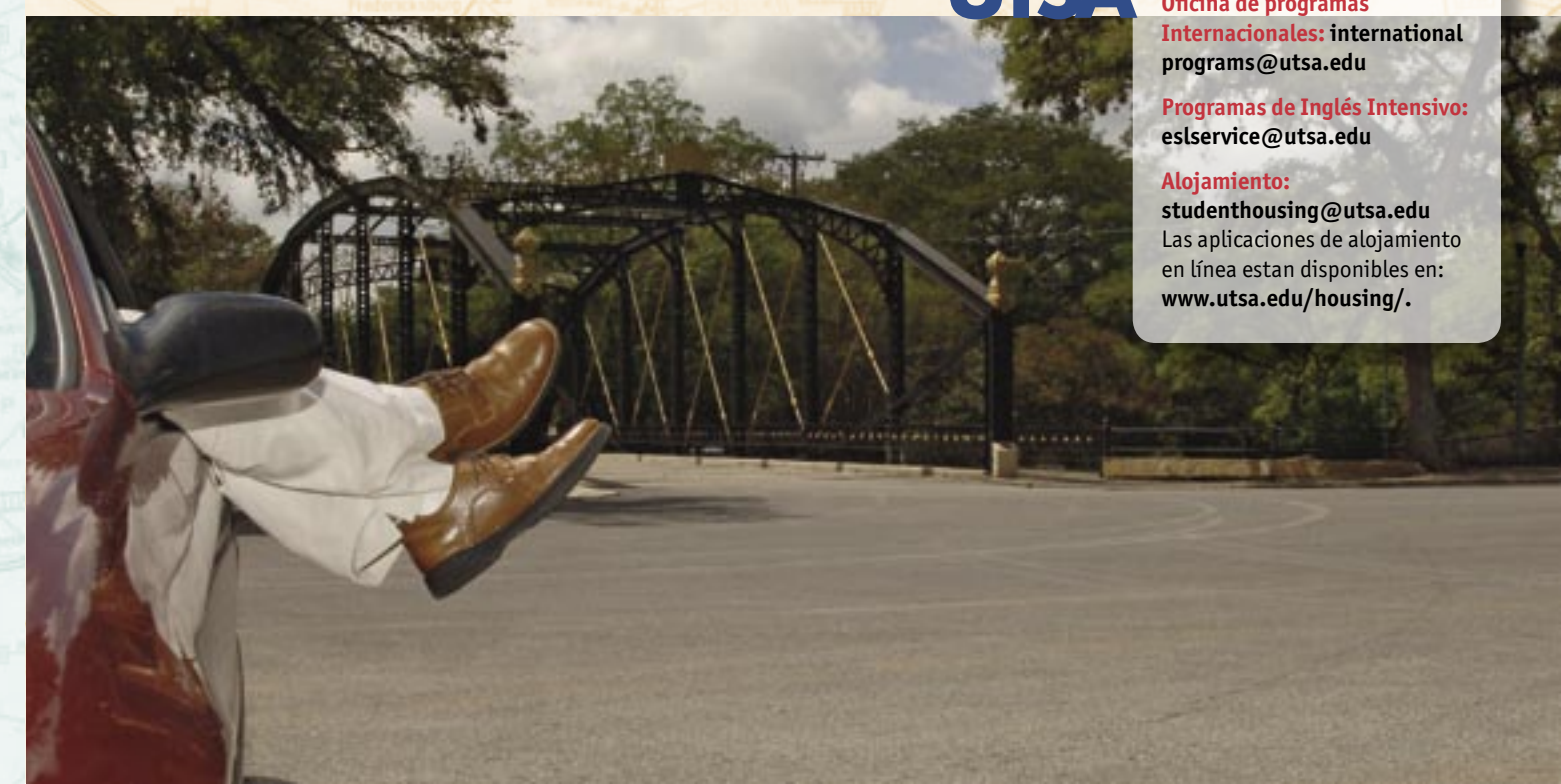 UTSA
Oficina de programas
Internacionales: international
programs@utsa.edu
Programas de Inglés Intensivo:
eslservice@utsa.edu
Alojamiento:
studenthousing@utsa.edu
Las aplicaciones de alojamiento
en línea estan disponibles en:
www.utsa.edu/housing/.